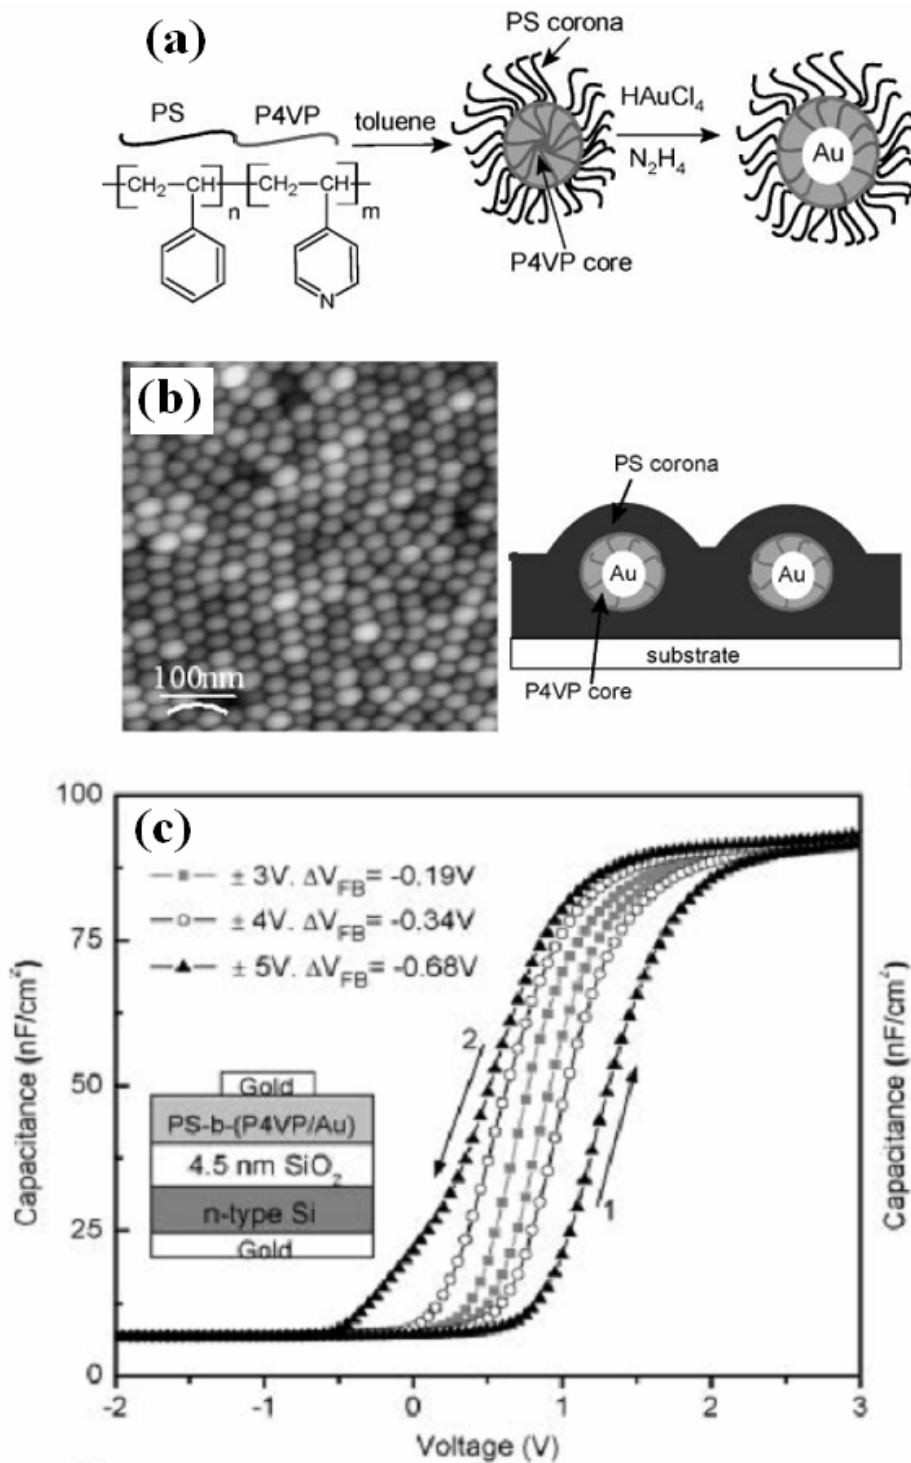 (a)
PS corona
PS P4VP
toluene
HAuCl₄
N₂H₄
Au
CH₂ CH n CH₂ CH m
N
P4VP core
(b)
100nm
PS corona
Au Au
substrate
P4VP core
(c)
100
75
50
25
0
Capacitance (nF/cm²)
± 3V. ΔV_FB= -0.19V
± 4V. ΔV_FB= -0.34V
± 5V. ΔV_FB= -0.68V
2
1
Gold
PS-b-(P4VP/Au)
4.5 nm SiO₂
n-type Si
Gold
Capacitance (nF/cm²)
-2 -1 0 1 2 3
Voltage (V)